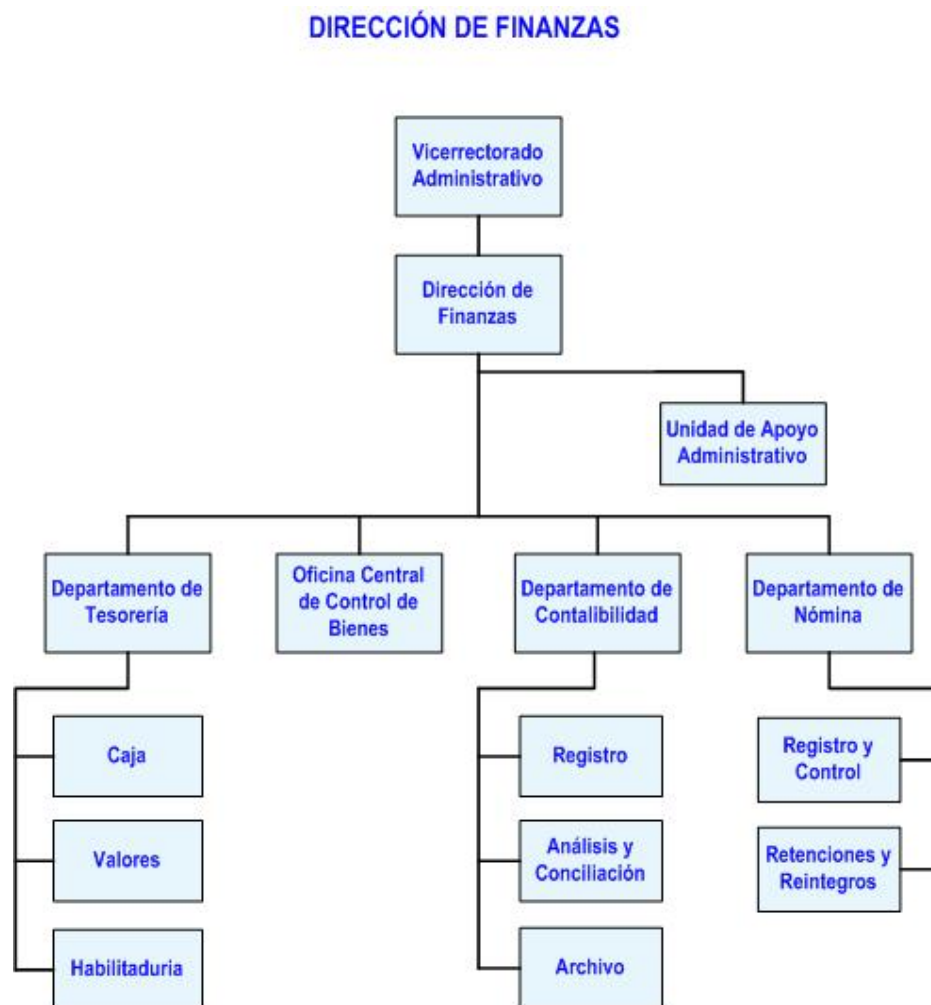 DIRECCIÓN DE FINANZAS
Vicerrectorado
Administrativo
Dirección de
Finanzas
Unidad de Apoyo
Administrativo
Departamento de
Tesorería
Oficina Central
de Control de
Bienes
Departamento de
Contalibilidad
Departamento de
Nómina
Caja
Valores
Habilitaduria
Registro
Análisis y
Conciliación
Archivo
Registro y
Control
Retenciones y
Reintegros